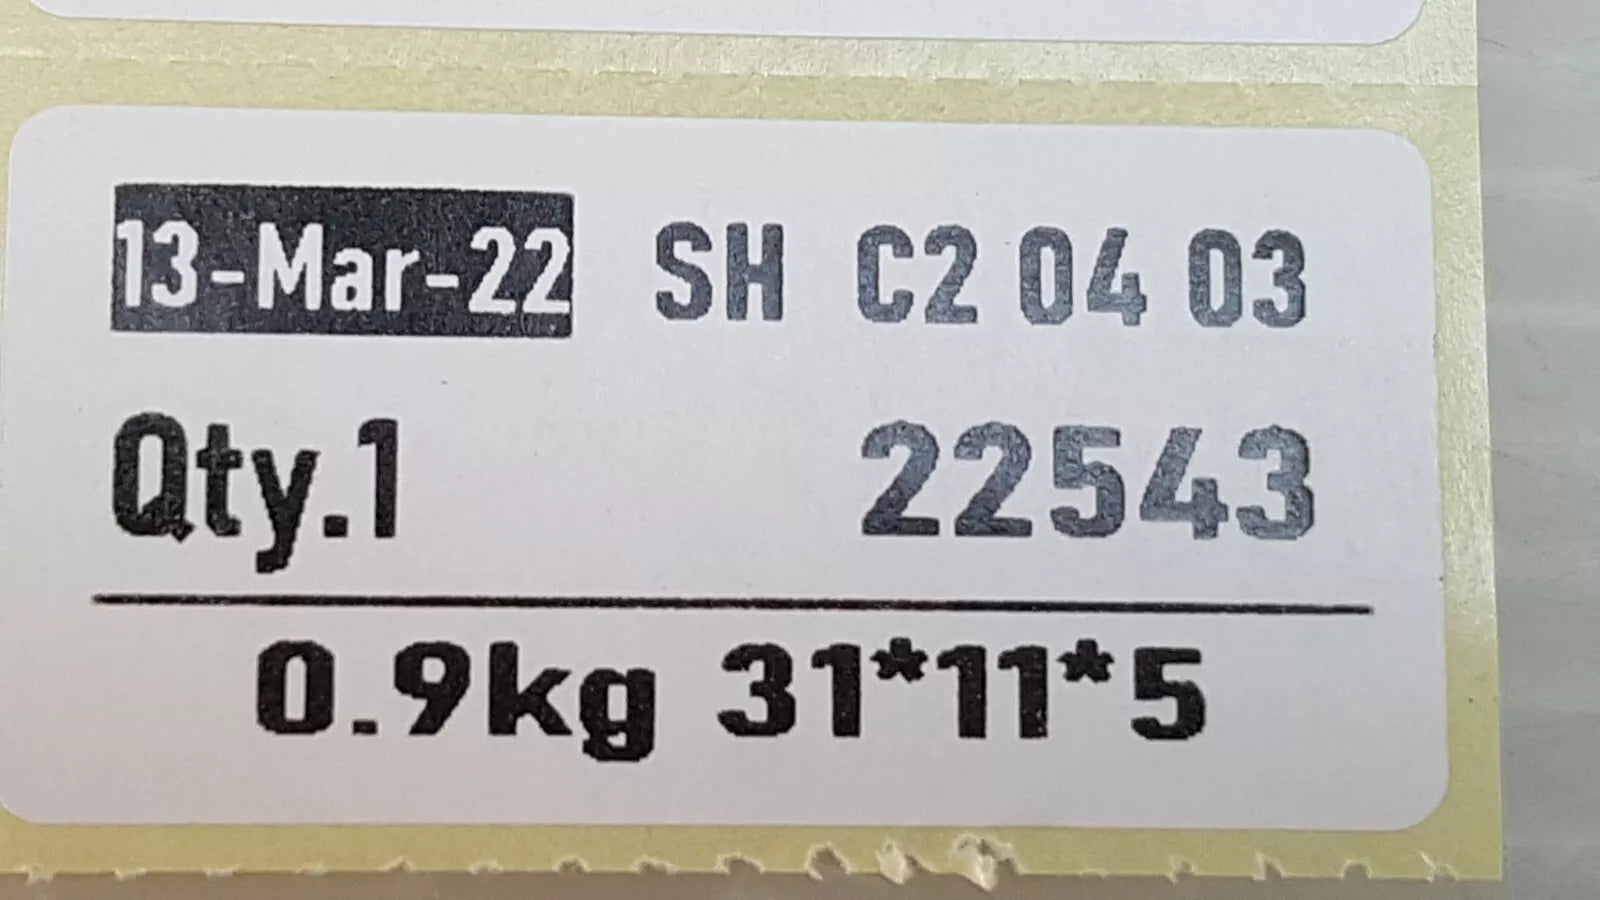 13-Mar-22 SH C2 04 03
Qty.1 22543
0.9kg 31*11*5